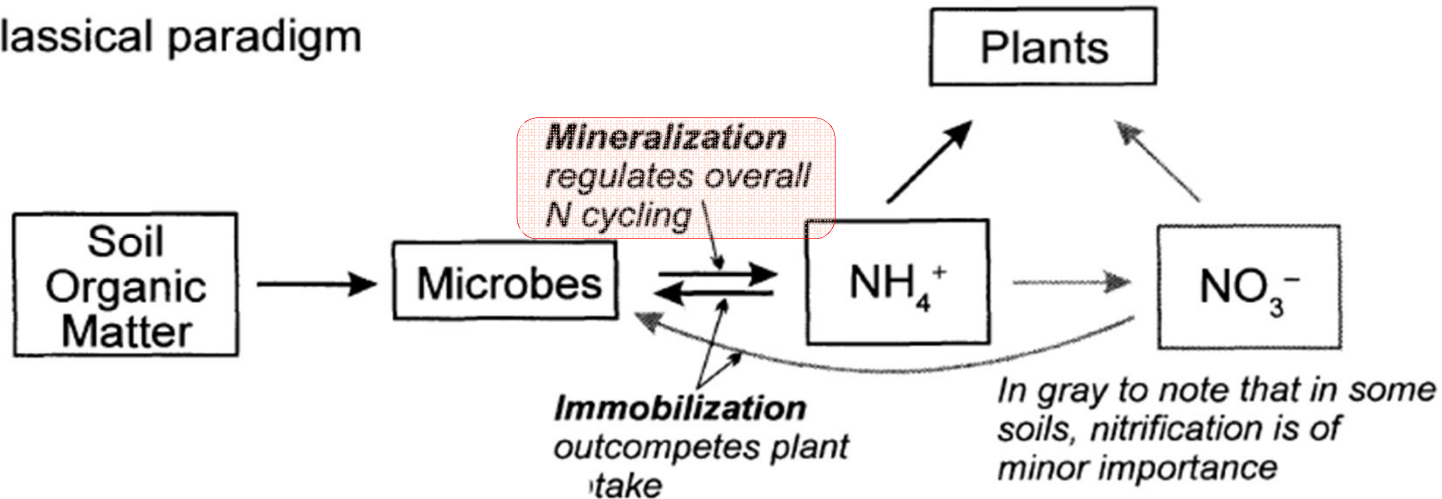 lassical paradigm
Plants
Mineralization
regulates overall
N cycling
Soil
Organic
Matter
Microbes
NH₄⁺
NO₃⁻
Immobilization
outcompetes plant
take
In gray to note that in some
soils, nitrification is of
minor importance